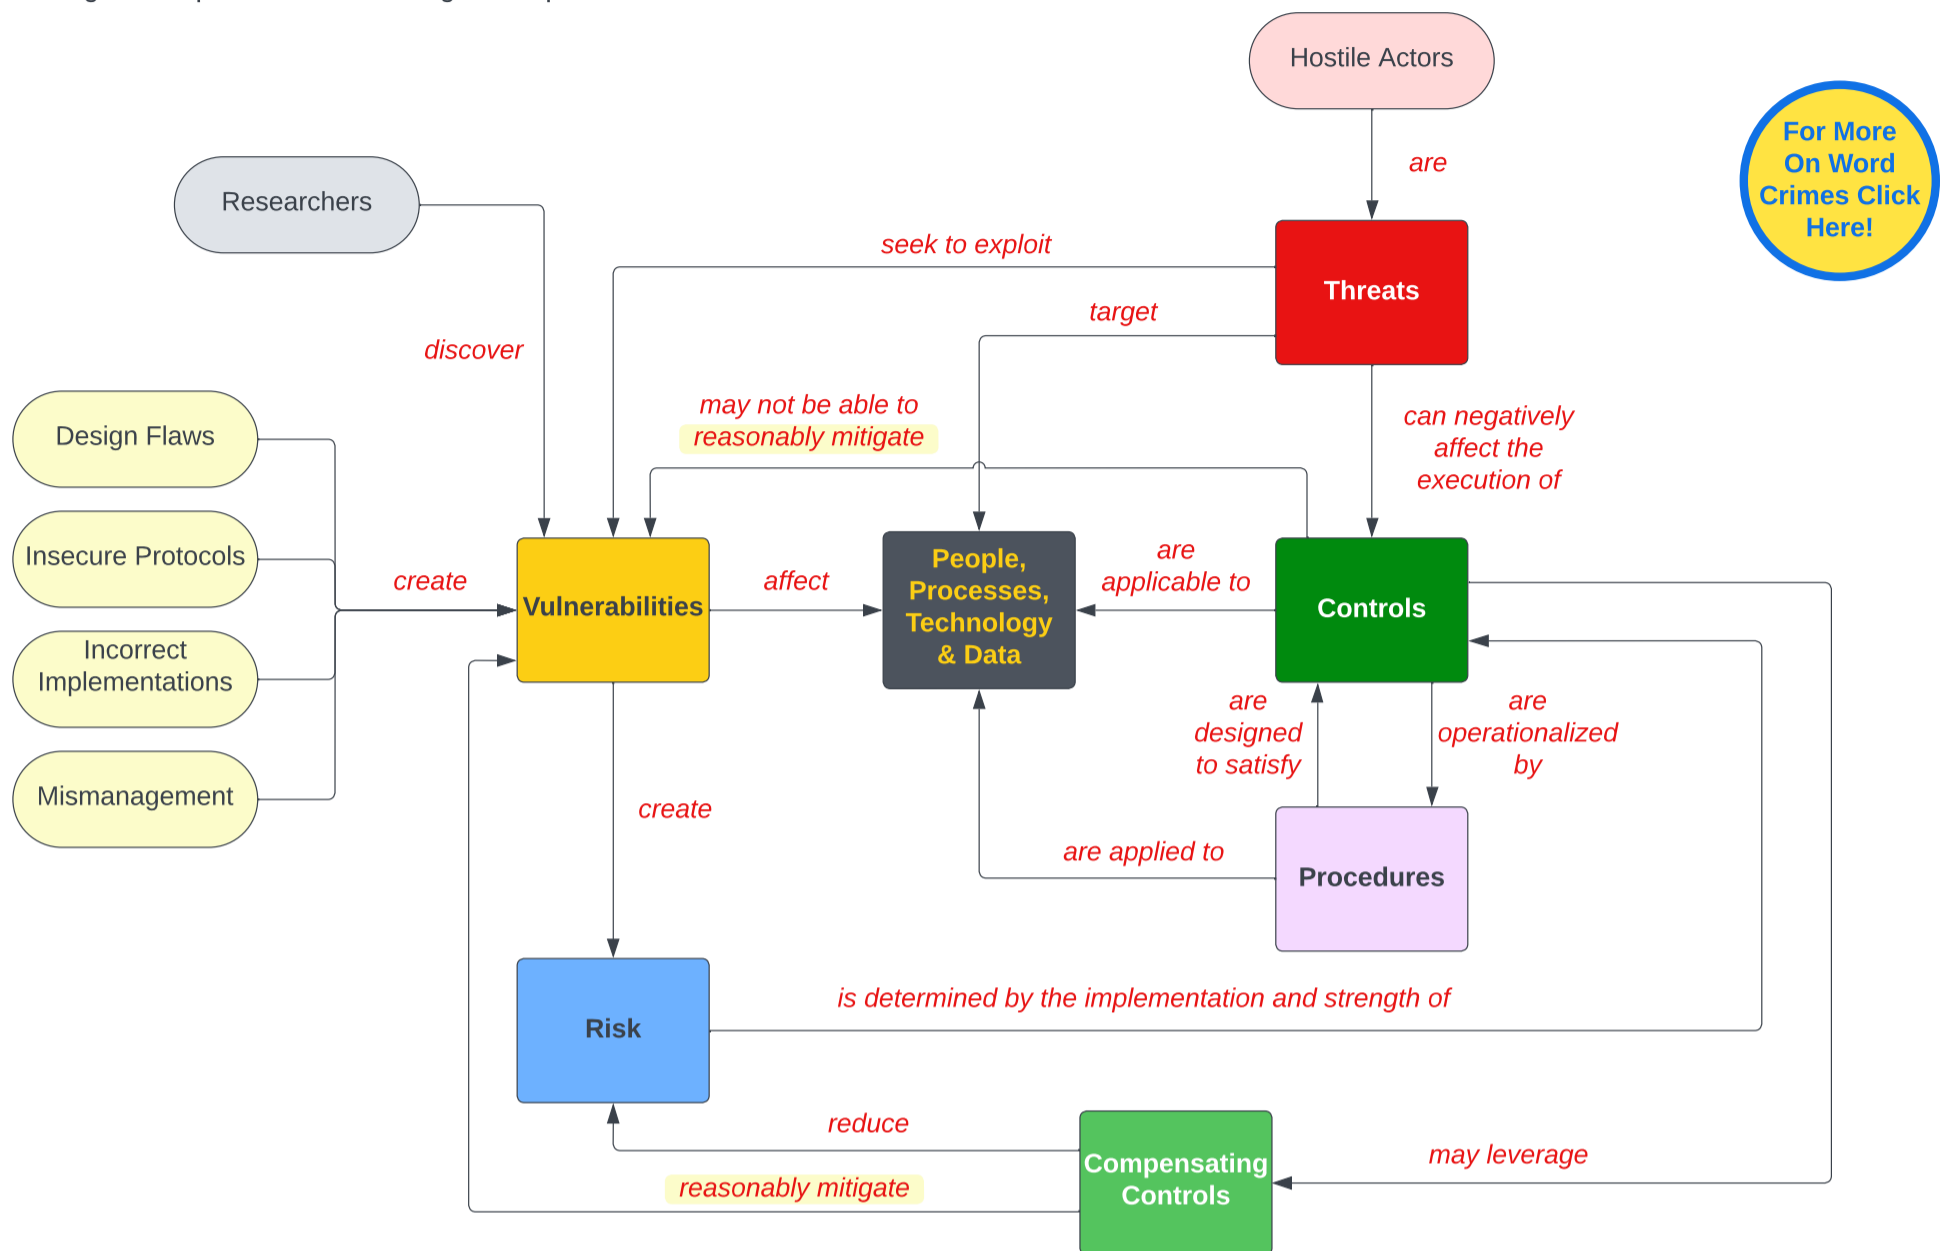 Hostile Actors
For More
On Word
Crimes Click
Here!
are
Researchers
seek to exploit
Threats
target
discover
may not be able to
reasonably mitigate
can negatively
affect the
execution of
Design Flaws
Insecure Protocols
create
Incorrect
Implementations
Mismanagement
Vulnerabilities
affect
People,
Processes,
Technology
& Data
are
applicable to
Controls
are
designed
to satisfy
are
operationalized
by
create
are applied to
Procedures
Risk
is determined by the implementation and strength of
reduce
reasonably mitigate
Compensating
Controls
may leverage